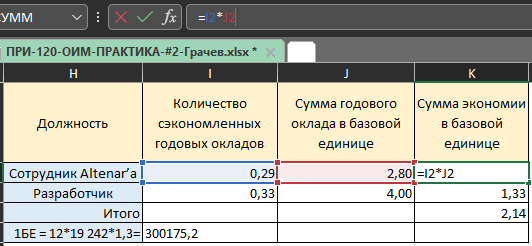 СУММ =I2*J2
ПРИ-120-ОИМ-ПРАКТИКА-#2-Грачев.xlsx *
H I J K
Должность
Количество
сэкономленных
годовых окладов
Сумма годового
оклада в базовой
единице
Сумма экономии
в базовой
единице
Сотрудник Altenar’а 0,29 2,80 =I2*J2
Разработчик 0,33 4,00 1,33
Итого 2,14
1БЕ = 12*19 242*1,3= 300175,2